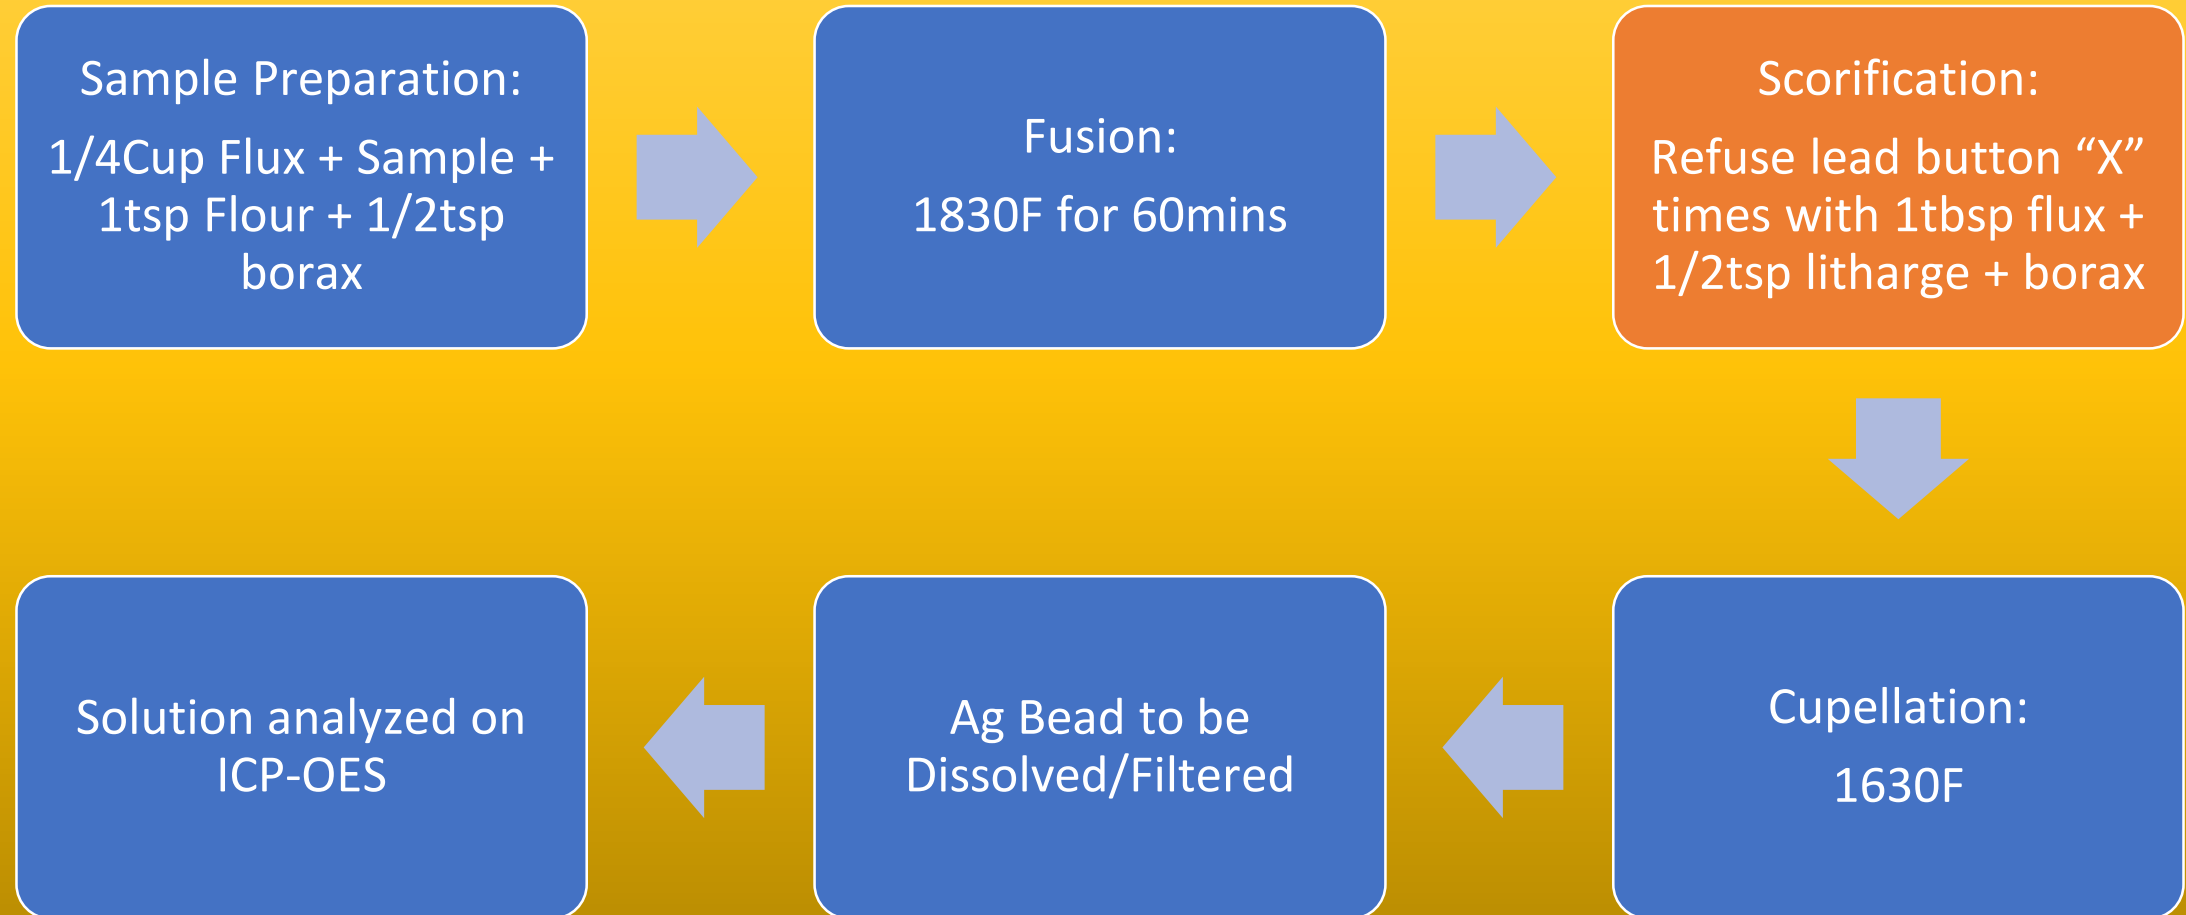 Sample Preparation:
1/4Cup Flux + Sample +
1tsp Flour + 1/2tsp
borax
Fusion:
1830F for 60mins
Scorification:
Refuse lead button “X”
times with 1tbsp flux +
1/2tsp litharge + borax
Cupellation:
1630F
Ag Bead to be
Dissolved/Filtered
Solution analyzed on
ICP-OES